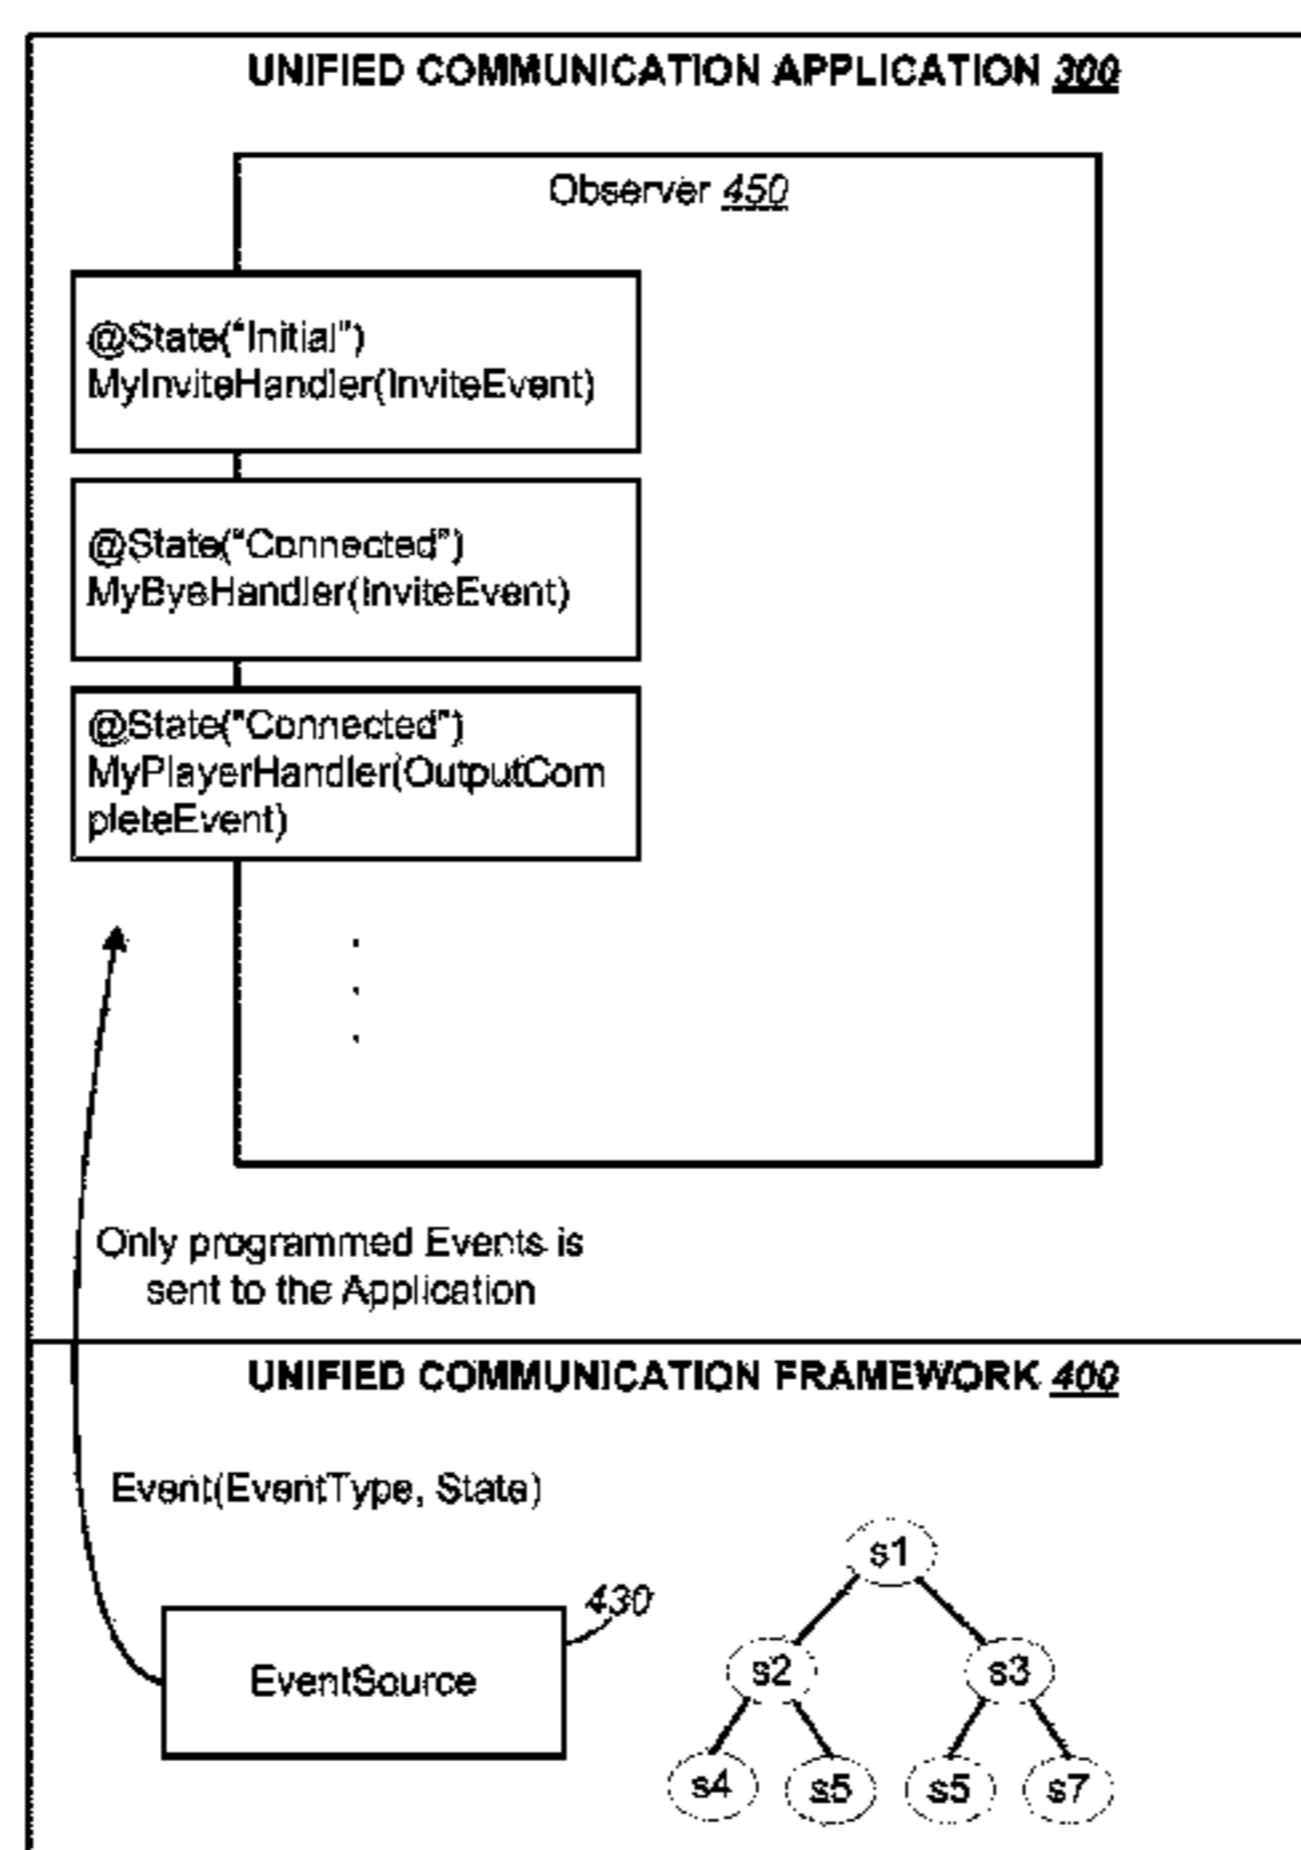 UNIFIED COMMUNICATION APPLICATION 300
Observer 450
@State("Initial")
MyInviteHandler(InviteEvent)
@State("Connected")
MyByeHandler(InviteEvent)
@State("Connected")
MyPlayerHandler(OutputCom
pleteEvent)
Only programmed Events is
sent to the Application
UNIFIED COMMUNICATION FRAMEWORK 400
Event(EventType, State)
430
EventSource
s1
s2 s3
s4 s5 s5 s7